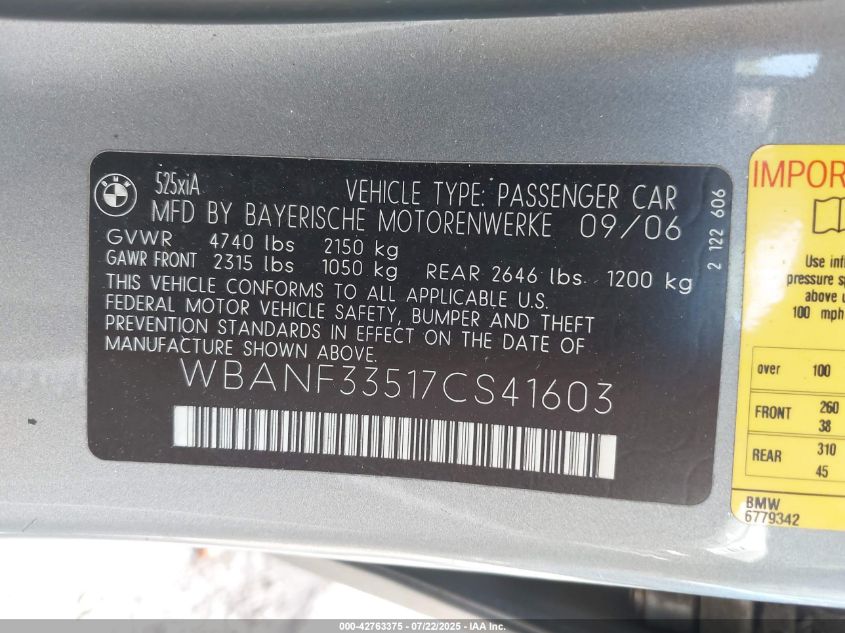 BMW
525xiA
VEHICLE TYPE: PASSENGER CAR
MFD BY BAYERISCHE MOTORENWERKE 09/06
GVWR 4740 lbs 2150 kg
GAWR FRONT 2315 lbs 1050 kg REAR 2646 lbs 1200 kg
THIS VEHICLE CONFORMS TO ALL APPLICABLE U.S.
FEDERAL MOTOR VEHICLE SAFETY, BUMPER AND THEFT
PREVENTION STANDARDS IN EFFECT ON THE DATE OF
MANUFACTURE SHOWN ABOVE.
WBANF33517CS41603
2 122 606
IMPOR
Use inf
pressure sp
above
100 mph
over 100
FRONT 260
38
REAR 310
45
BMW
6779342
000-42763375 - 07/22/2025 - IAA Inc.